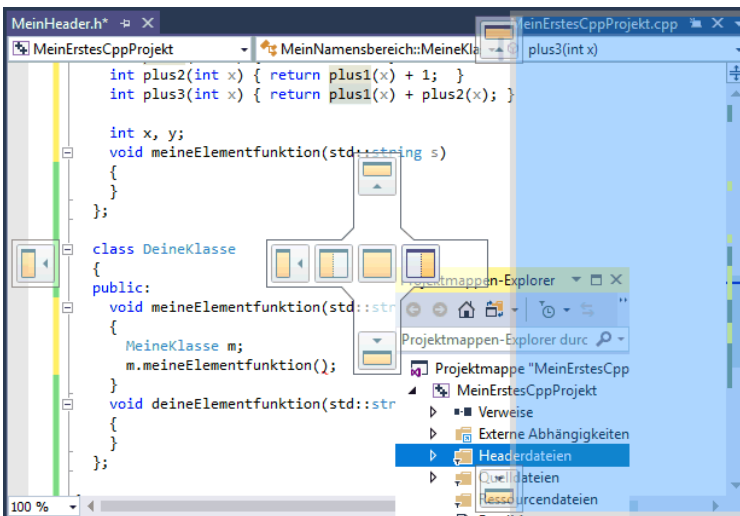 MeinHeader.h*
MeinErstesCppProjekt.cpp
MeinErstesCppProjekt
MeinNamensbereich::MeineKla
plus3(int x)
int plus2(int x) { return plus1(x) + 1; }
int plus3(int x) { return plus1(x) + plus2(x); }
int x, y;
void meineElementfunktion(std::string s)
{
}
};
class DeineKlasse
{
public:
void meineElementfunktion(std::str
{
MeineKlasse m;
m.meineElementfunktion();
}
void deineElementfunktion(std::str
{
}
};
100 %
Projektmappen-Explorer
Projektmappen-Explorer durc
Projektmappe "MeinErstesCpp
MeinErstesCppProjekt
Verweise
Externe Abhängigkeiten
Headerdateien
Quelldateien
Ressourcendateien